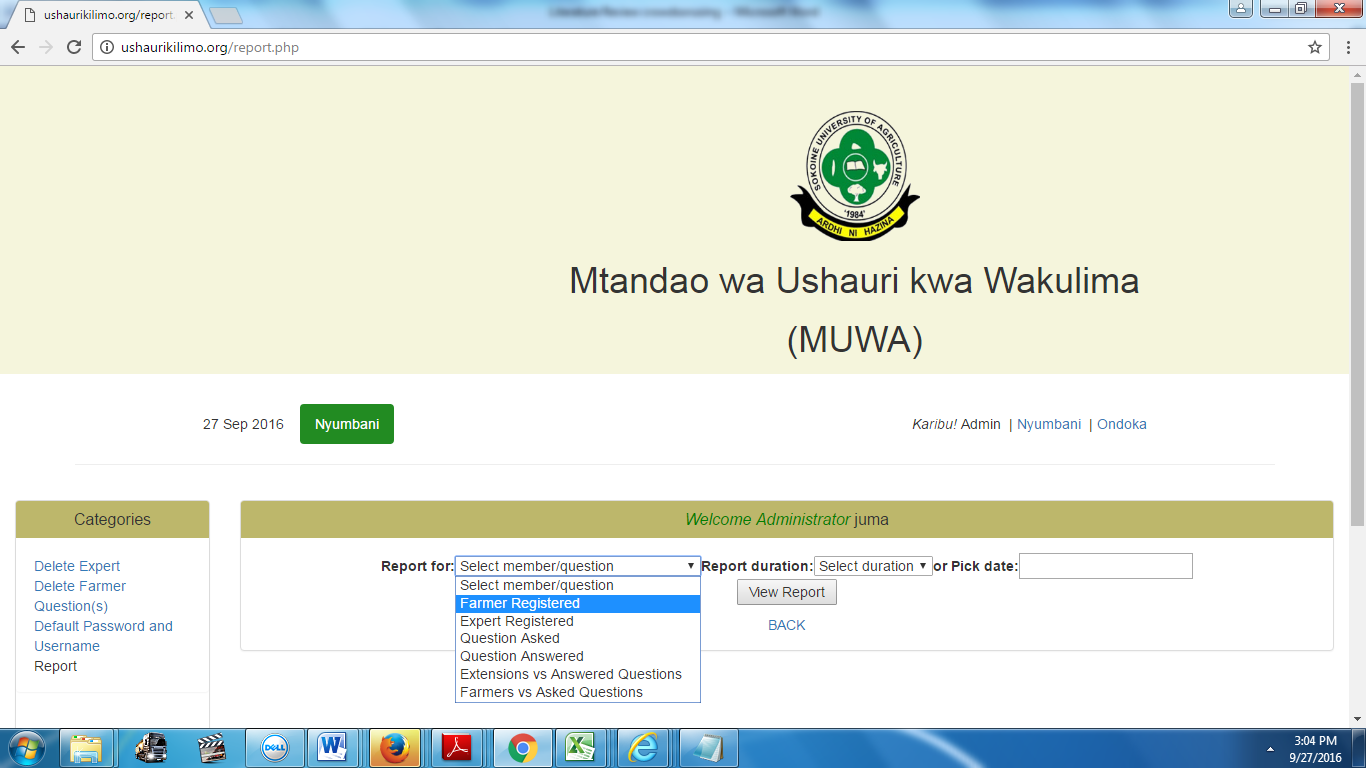 ushaurikilimo.org/report.
ushaurikilimo.org/report.php
SOKOINE UNIVERSITY OF AGRICULTURE
'1984'
ARDHI NI HAZINA
Mtandao wa Ushauri kwa Wakulima
(MUWA)
27 Sep 2016 Nyumbani Karibu! Admin | Nyumbani | Ondoka
Categories
Delete Expert
Delete Farmer
Question(s)
Default Password and
Username
Report
Welcome Administrator juma
Report for: Select member/question Report duration: Select duration or Pick date:
Select member/question
Farmer Registered
Expert Registered
Question Asked
Question Answered
Extensions vs Answered Questions
Farmers vs Asked Questions
View Report
BACK
DELL
3:04 PM
9/27/2016